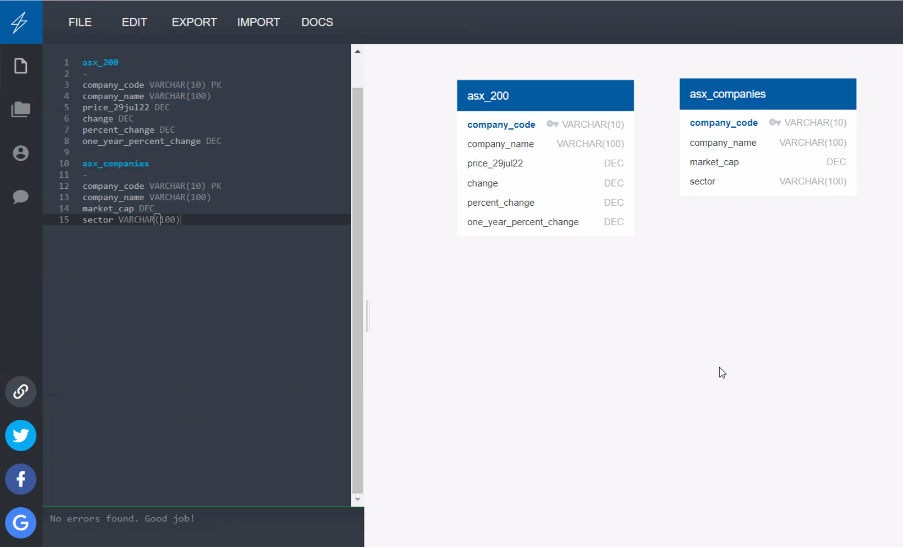 FILE EDIT EXPORT IMPORT DOCS
1 asx_200
2 -
3 company_code VARCHAR(10) PK
4 company_name VARCHAR(100)
5 price_29jul22 DEC
6 change DEC
7 percent_change DEC
8 one_year_percent_change DEC
9
10 asx_companies
11 -
12 company_code VARCHAR(10) PK
13 company_name VARCHAR(100)
14 market_cap DEC
15 sector VARCHAR(100)
No errors found. Good job!
asx_200
company_code VARCHAR(10)
company_name VARCHAR(100)
price_29jul22 DEC
change DEC
percent_change DEC
one_year_percent_change DEC
asx_companies
company_code VARCHAR(10)
company_name VARCHAR(100)
market_cap DEC
sector VARCHAR(100)
f
G